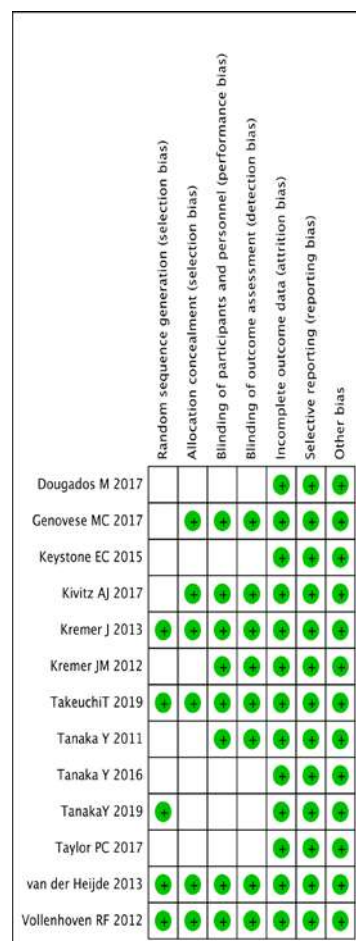 Random sequence generation (selection bias)
Allocation concealment (selection bias)
Blinding of participants and personnel (performance bias)
Blinding of outcome assessment (detection bias)
Incomplete outcome data (attrition bias)
Selective reporting (reporting bias)
Other bias
Dougados M 2017 + + +
Genovese MC 2017 + + + + + +
Keystone EC 2015 + + +
Kivitz AJ 2017 + + + + + +
Kremer J 2013 + + + + + + +
Kremer JM 2012 + + + + +
TakeuchiT 2019 + + + + + + +
Tanaka Y 2011 + + + + +
Tanaka Y 2016 + + +
TanakaY 2019 + + + +
Taylor PC 2017 + + +
van der Heijde 2013 + + + + + + +
Vollenhoven RF 2012 + + + + + + +